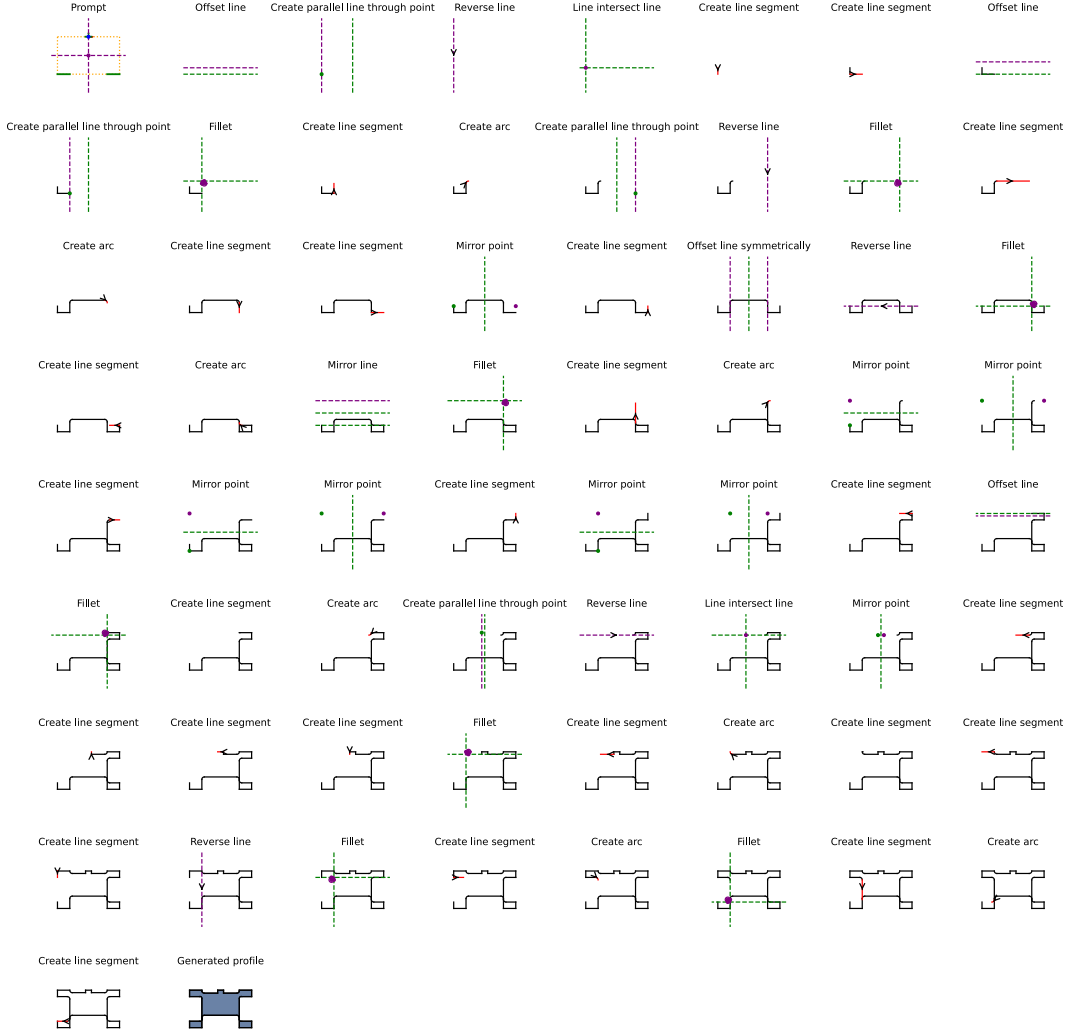 Prompt
Offset line
Create parallel line through point
Reverse line
Line intersect line
Create line segment
Create line segment
Offset line
Create parallel line through point
Fillet
Create line segment
Create arc
Create parallel line through point
Reverse line
Fillet
Create line segment
Create arc
Create line segment
Create line segment
Mirror point
Create line segment
Offset line symmetrically
Reverse line
Fillet
Create line segment
Create arc
Mirror line
Fillet
Create line segment
Create arc
Mirror point
Mirror point
Create line segment
Mirror point
Mirror point
Create line segment
Mirror point
Mirror point
Create line segment
Offset line
Fillet
Create line segment
Create arc
Create parallel line through point
Reverse line
Line intersect line
Mirror point
Create line segment
Create line segment
Create line segment
Create line segment
Fillet
Create line segment
Create arc
Create line segment
Create line segment
Create line segment
Reverse line
Fillet
Create line segment
Create arc
Fillet
Create line segment
Create arc
Create line segment
Generated profile